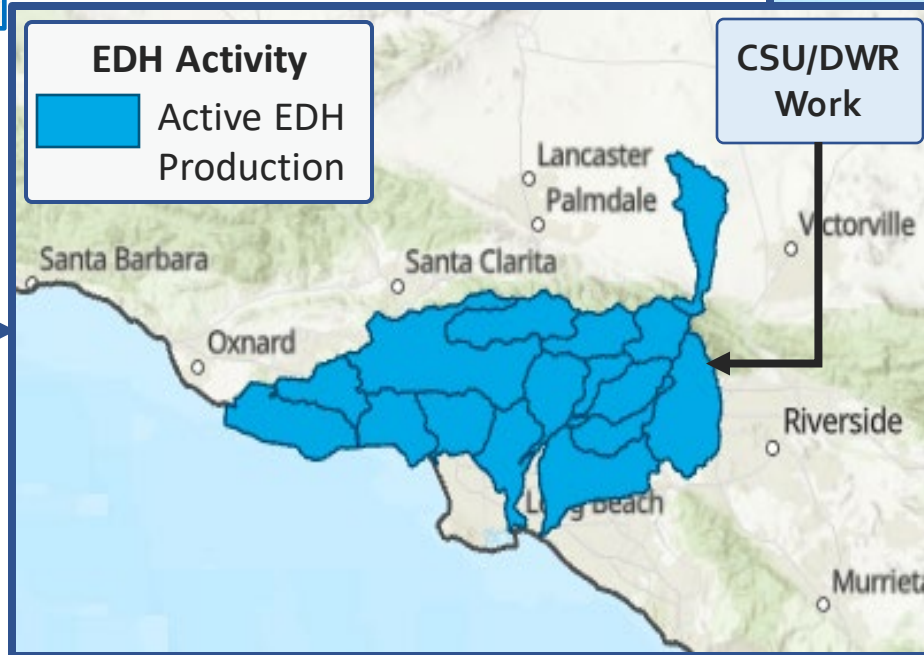 EDH Activity
Active EDH
Production
CSU/DWR
Work
Lancaster
Palmdale
Victorville
Santa Barbara
Santa Clarita
Oxnard
Riverside
Long Beach
Murrieta